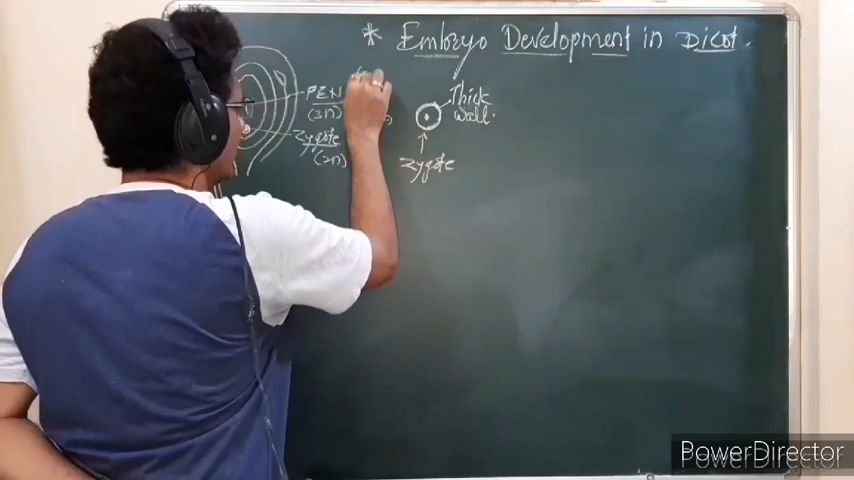 * Embryo Development in Dicot.
PEN
(3n)
Zygote
(2n)
Thick
wall.
Zygote
PowerDirector